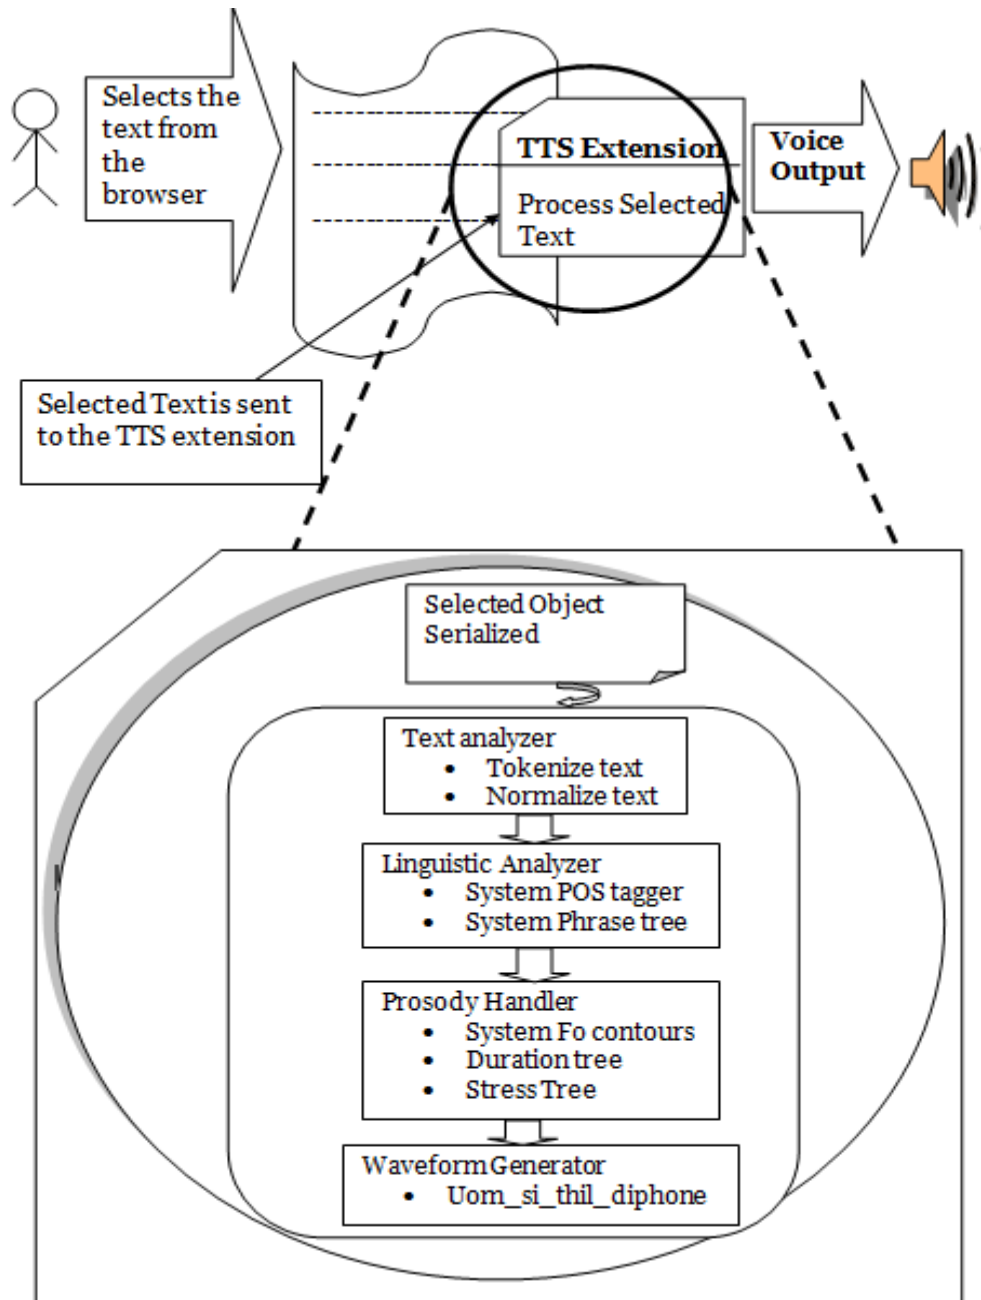 Selects the
text from
the
browser
TTS Extension
Process Selected
Text
Voice
Output
Selected Text is sent
to the TTS extension
Selected Object
Serialized
Text analyzer
• Tokenize text
• Normalize text
Linguistic Analyzer
• System POS tagger
• System Phrase tree
Prosody Handler
• System Fo contours
• Duration tree
• Stress Tree
Waveform Generator
• Uom_si_thil_diphone